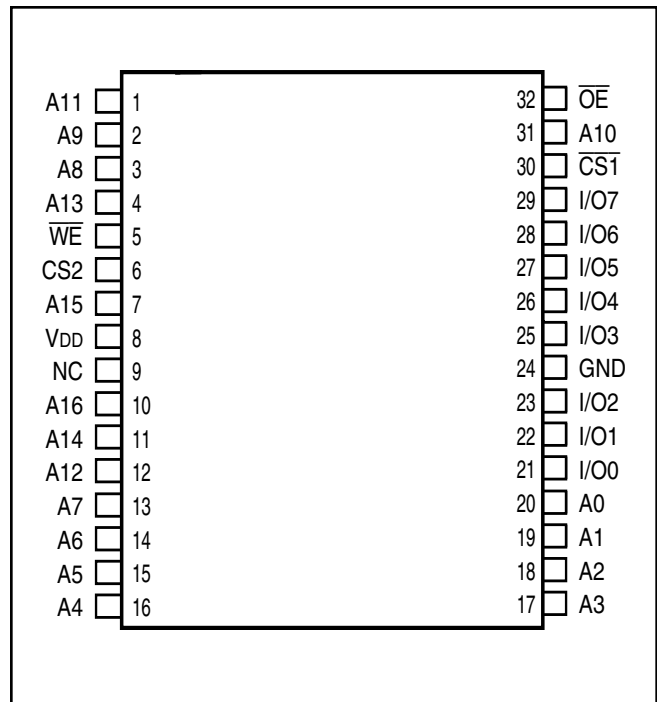 A11 1 32 O̅E̅
A9 2 31 A10
A8 3 30 C̅S̅1̅
A13 4 29 I/O7
W̅E̅ 5 28 I/O6
CS2 6 27 I/O5
A15 7 26 I/O4
VDD 8 25 I/O3
NC 9 24 GND
A16 10 23 I/O2
A14 11 22 I/O1
A12 12 21 I/O0
A7 13 20 A0
A6 14 19 A1
A5 15 18 A2
A4 16 17 A3